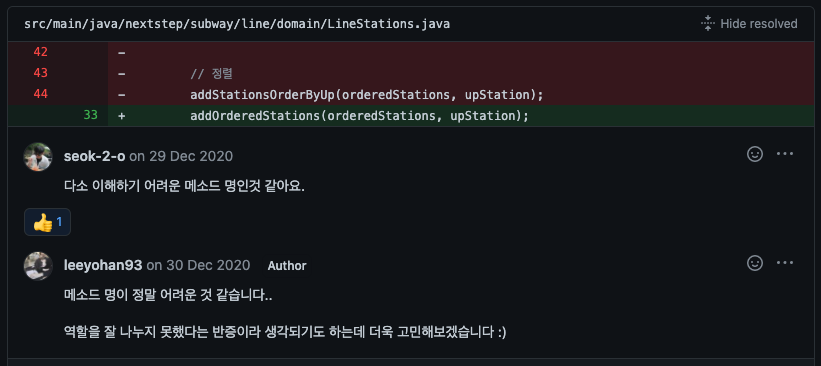 src/main/java/nextstep/subway/line/domain/LineStations.java
Hide resolved
42 -
43 - // 정렬
44 - addStationsOrderByUp(orderedStations, upStation);
33 + addOrderedStations(orderedStations, upStation);
seok-2-o on 29 Dec 2020
다소 이해하기 어려운 메소드 명인것 같아요.
👍 1
leeyohan93 on 30 Dec 2020 Author
메소드 명이 정말 어려운 것 같습니다..
역할을 잘 나누지 못했다는 반증이라 생각되기도 하는데 더욱 고민해보겠습니다 :)